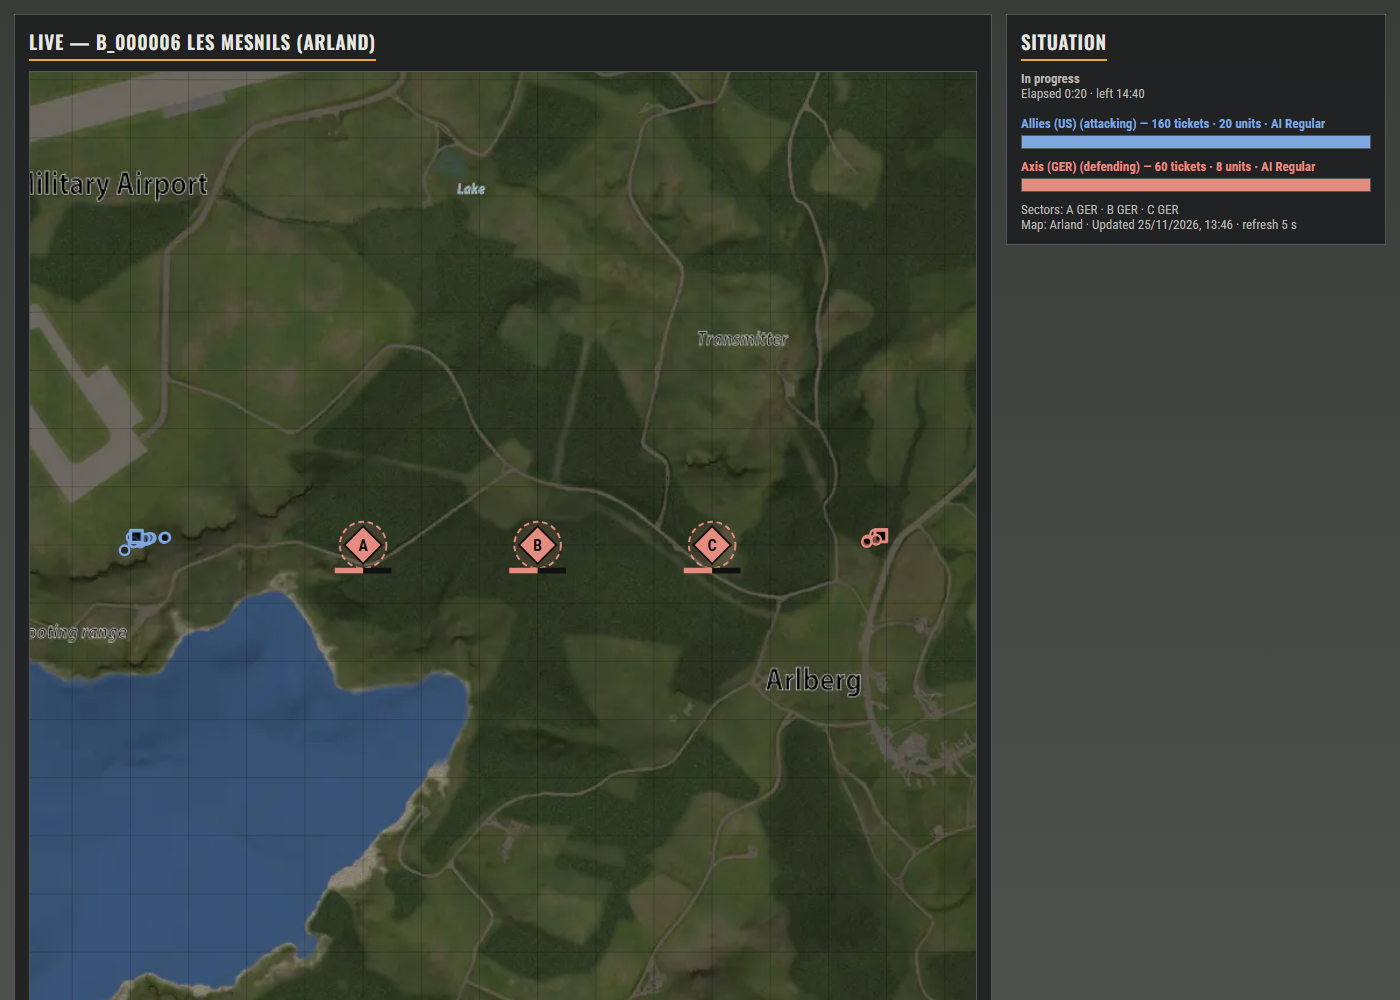 LIVE — B_000006 LES MESNILS (ARLAND)
Military Airport
Lake
Transmitter
A
B
C
ooting range
Arlberg
SITUATION
In progress
Elapsed 0:20 · left 14:40
Allies (US) (attacking) — 160 tickets · 20 units · AI Regular
Axis (GER) (defending) — 60 tickets · 8 units · AI Regular
Sectors: A GER · B GER · C GER
Map: Arland · Updated 25/11/2026, 13:46 · refresh 5 s